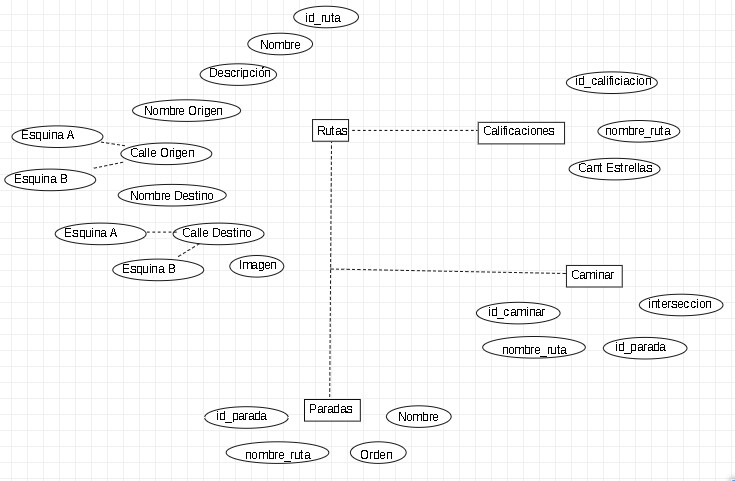 id_ruta
Nombre
Descripción
Nombre Origen
Esquina A
Calle Origen
Esquina B
Nombre Destino
Esquina A
Calle Destino
Esquina B
Imagen
Rutas
Calificaciones
id_calificiacion
nombre_ruta
Cant Estrellas
Caminar
id_caminar
interseccion
nombre_ruta
id_parada
Paradas
id_parada
Nombre
nombre_ruta
Orden